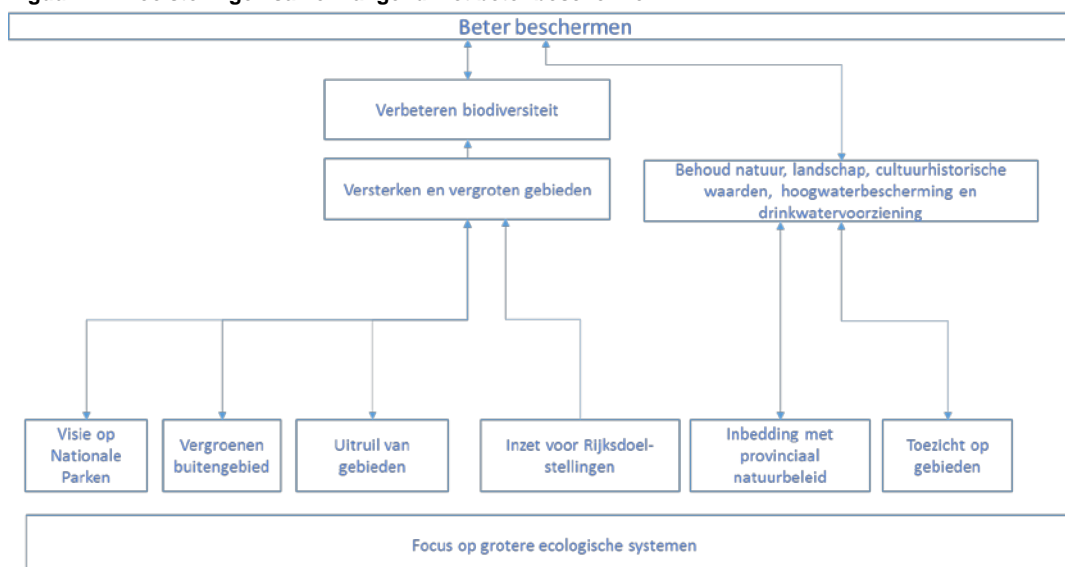 Beter beschermen
Verbeteren biodiversiteit
Versterken en vergroten gebieden
Behoud natuur, landschap, cultuurhistorische
waarden, hoogwaterbescherming en
drinkwatervoorziening
Visie op
Nationale
Parken
Vergroenen
buitengebied
Uitruil van
gebieden
Inzet voor Rijksdoel-
stellingen
Inbedding met
provinciaal
natuurbeleid
Toezicht op
gebieden
Focus op grotere ecologische systemen